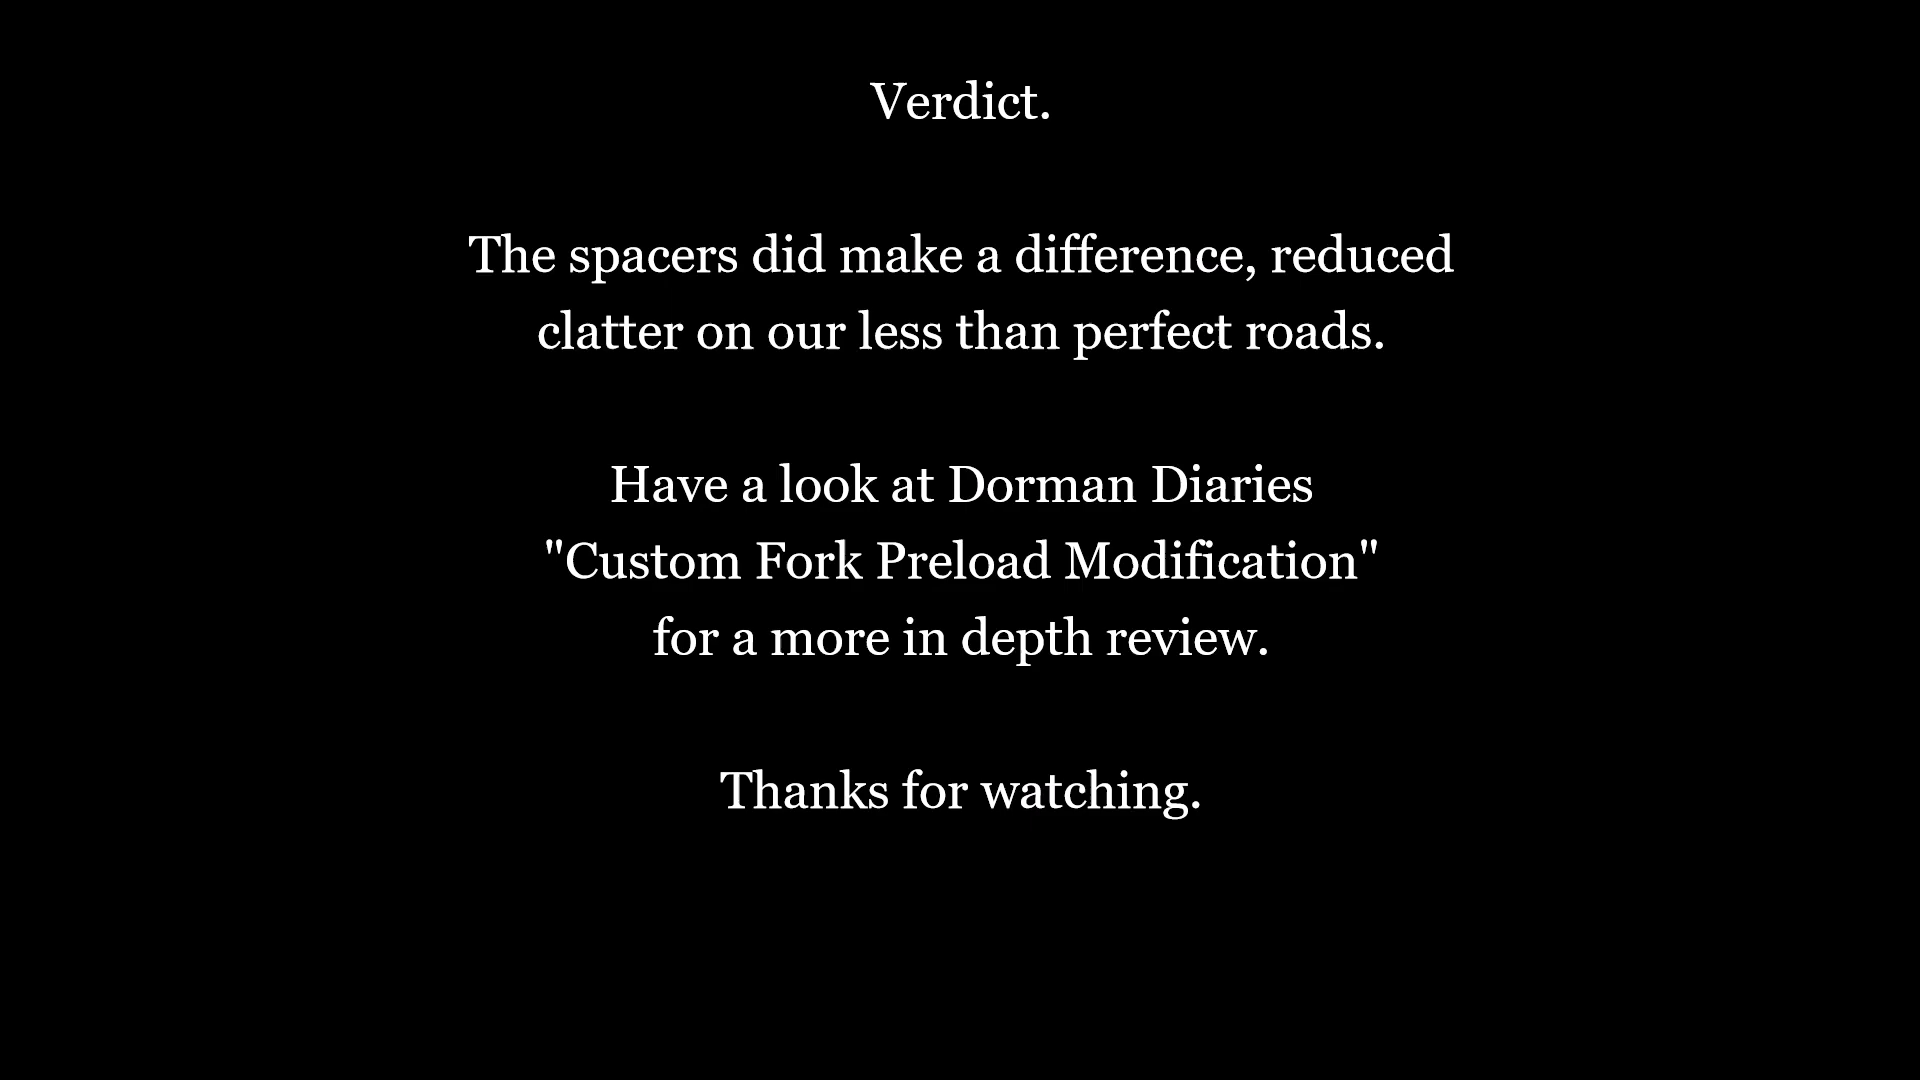 Verdict.
The spacers did make a difference, reduced
clatter on our less than perfect roads.
Have a look at Dorman Diaries
"Custom Fork Preload Modification"
for a more in depth review.
Thanks for watching.